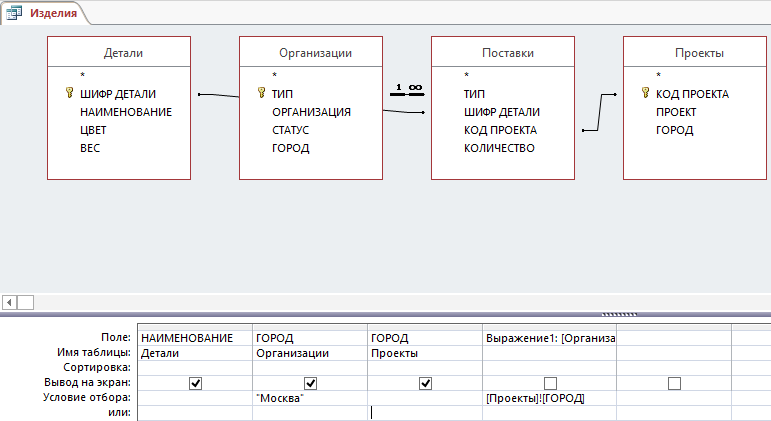 Изделия
Детали
*
ШИФР ДЕТАЛИ
НАИМЕНОВАНИЕ
ЦВЕТ
ВЕС
Организации
*
ТИП
ОРГАНИЗАЦИЯ
СТАТУС
ГОРОД
1 ∞
Поставки
*
ТИП
ШИФР ДЕТАЛИ
КОД ПРОЕКТА
КОЛИЧЕСТВО
Проекты
*
КОД ПРОЕКТА
ПРОЕКТ
ГОРОД
Поле: НАИМЕНОВАНИЕ ГОРОД ГОРОД Выражение1: [Организа
Имя таблицы: Детали Организации Проекты
Сортировка:
Вывод на экран:
Условие отбора: "Москва" [Проекты]![ГОРОД]
или: